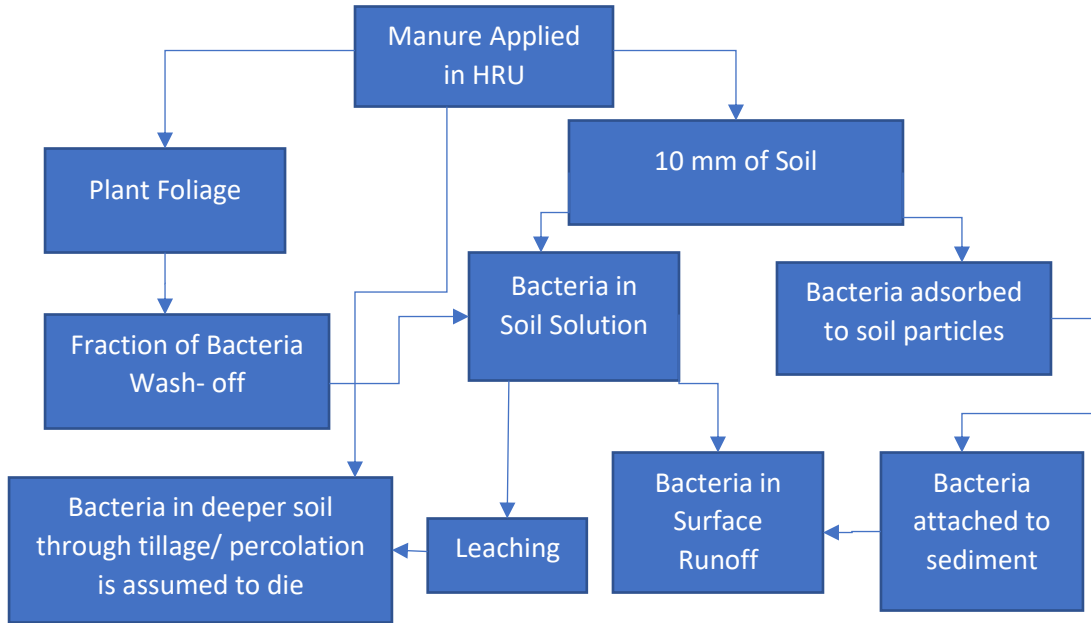 Manure Applied
in HRU
10 mm of Soil
Plant Foliage
Bacteria in
Soil Solution
Bacteria adsorbed
to soil particles
Fraction of Bacteria
Wash- off
Bacteria in deeper soil
through tillage/ percolation
is assumed to die
Leaching
Bacteria in
Surface
Runoff
Bacteria
attached to
sediment